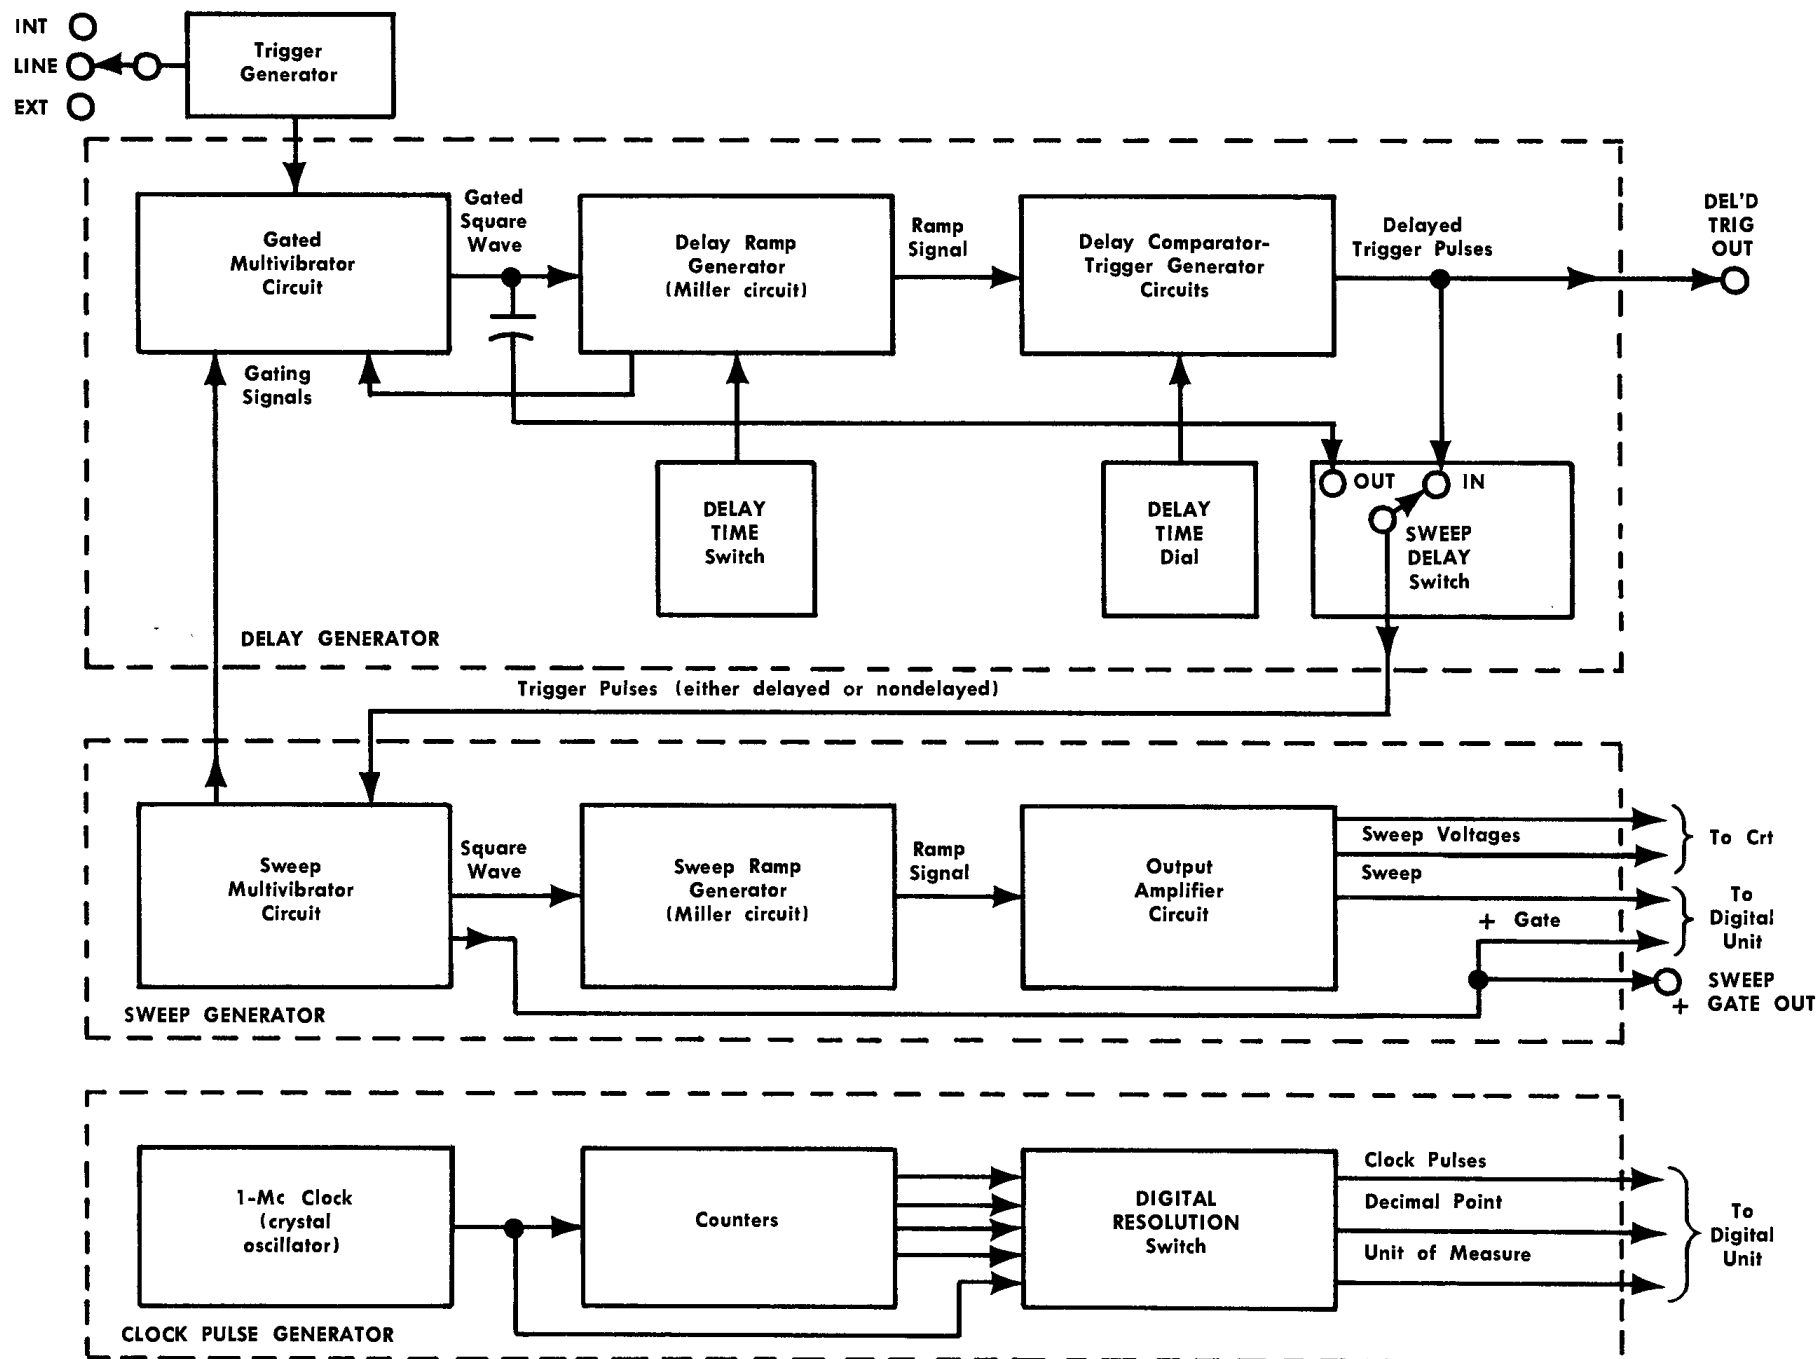 INT
LINE
EXT
Trigger
Generator
Gated
Multivibrator
Circuit
Gated
Square
Wave
Delay Ramp
Generator
(Miller circuit)
Ramp
Signal
Delay Comparator-
Trigger Generator
Circuits
Delayed
Trigger Pulses
DEL'D
TRIG
OUT
Gating
Signals
DELAY
TIME
Switch
DELAY
TIME
Dial
OUT
IN
SWEEP
DELAY
Switch
DELAY GENERATOR
Trigger Pulses (either delayed or nondelayed)
Sweep
Multivibrator
Circuit
Square
Wave
Sweep Ramp
Generator
(Miller circuit)
Ramp
Signal
Output
Amplifier
Circuit
Sweep Voltages
Sweep
+ Gate
To Crt
To
Digital
Unit
SWEEP
+ GATE OUT
SWEEP GENERATOR
1-Mc Clock
(crystal
oscillator)
Counters
DIGITAL
RESOLUTION
Switch
Clock Pulses
Decimal Point
Unit of Measure
To
Digital
Unit
CLOCK PULSE GENERATOR